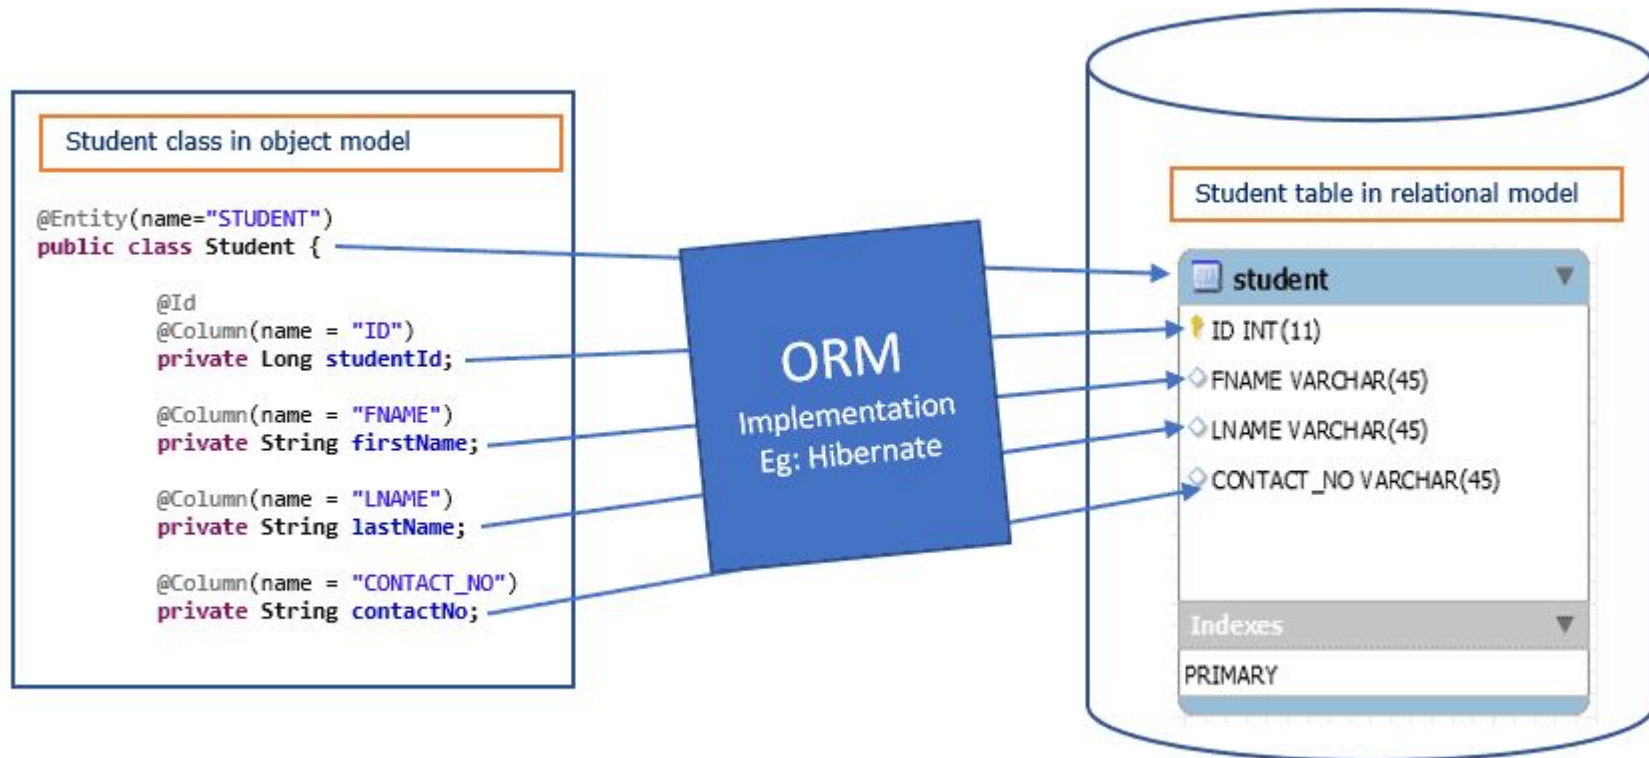 Student class in object model
@Entity(name="STUDENT")
public class Student {
@Id
@Column(name = "ID")
private Long studentId;
@Column(name = "FNAME")
private String firstName;
@Column(name = "LNAME")
private String lastName;
@Column(name = "CONTACT_NO")
private String contactNo;
ORM
Implementation
Eg: Hibernate
Student table in relational model
student
ID INT(11)
FNAME VARCHAR(45)
LNAME VARCHAR(45)
CONTACT_NO VARCHAR(45)
Indexes
PRIMARY